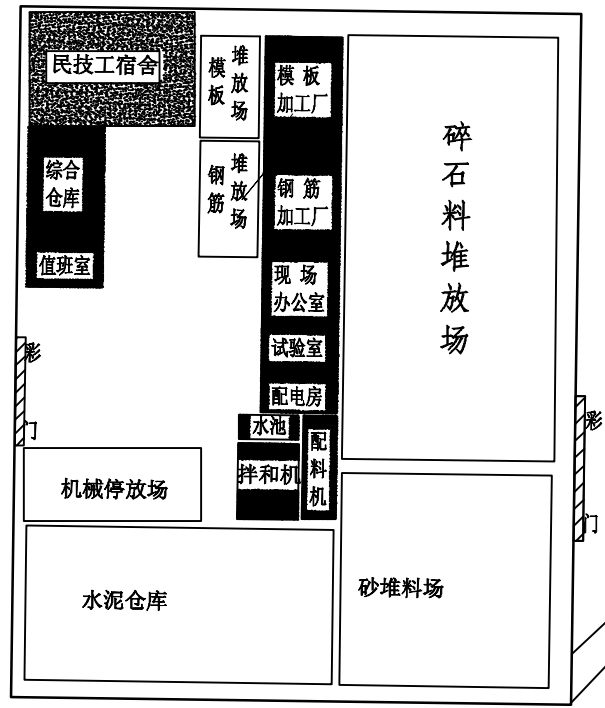 民技工宿舍
模板
堆放场
模 板
加工厂
碎石料堆放场
综合
仓库
钢筋
堆放场
钢 筋
加工厂
值班室
现 场
办公室
试验室
彩门
配电房
彩门
水池
配料机
拌和机
机械停放场
水泥仓库
砂堆料场